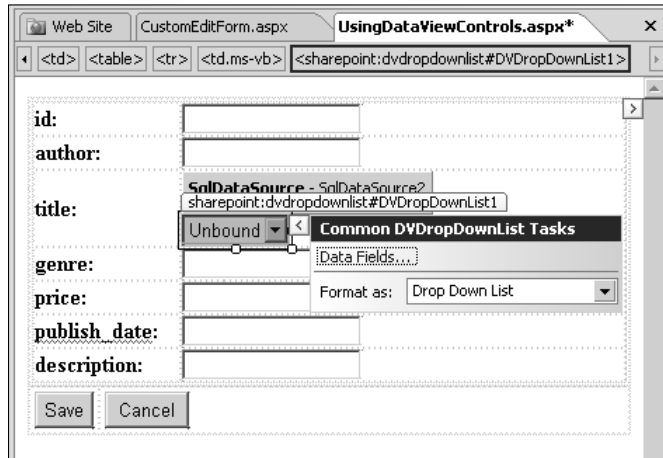 Web Site CustomEditForm.aspx UsingDataViewControls.aspx*
<td> <table> <tr> <td.ms-vb> <sharepoint:dvdropdownlist#DVDropDownList1>
id:
author:
SqlDataSource - SqlDataSource2
sharepoint:dvdropdownlist#DVDropDownList1
title:
Unbound
Common DVDropDownList Tasks
Data Fields...
genre:
Format as: Drop Down List
price:
publish_date:
description:
Save Cancel